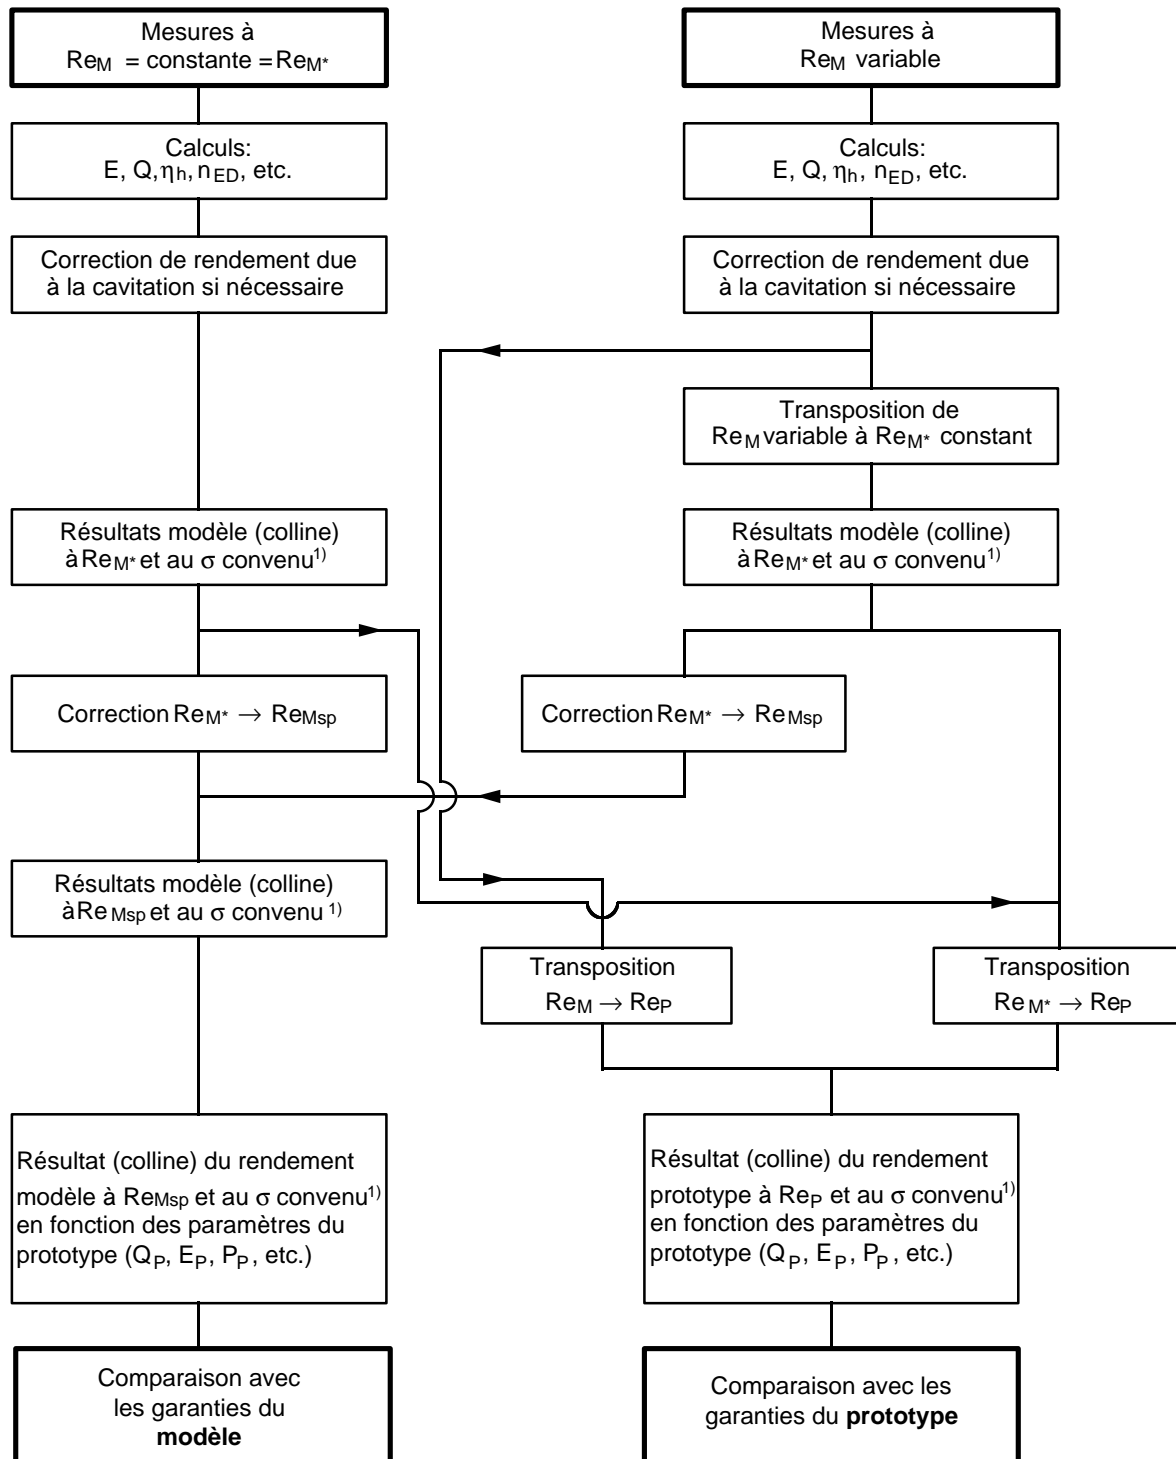 Mesures à
ReM = constante = ReM*
Mesures à
ReM variable
Calculs:
E, Q, ηh, nED, etc.
Calculs:
E, Q, ηh, nED, etc.
Correction de rendement due
à la cavitation si nécessaire
Correction de rendement due
à la cavitation si nécessaire
Transposition de
ReM variable à ReM* constant
Résultats modèle (colline)
à ReM* et au σ convenu1)
Résultats modèle (colline)
à ReM* et au σ convenu1)
Correction ReM* → ReMsp
Correction ReM* → ReMsp
Résultats modèle (colline)
à ReMsp et au σ convenu 1)
Transposition
ReM → ReP
Transposition
ReM* → ReP
Résultat (colline) du rendement
modèle à ReMsp et au σ convenu1)
en fonction des paramètres du
prototype (QP, EP, PP, etc.)
Résultat (colline) du rendement
prototype à ReP et au σ convenu1)
en fonction des paramètres du
prototype (QP, EP, PP, etc.)
Comparaison avec
les garanties du
modèle
Comparaison avec les
garanties du prototype